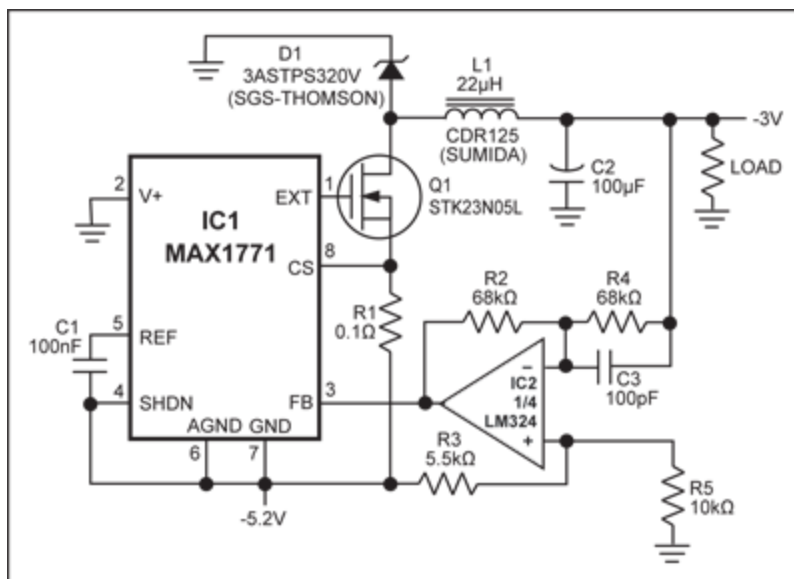 D1
3ASTPS320V
(SGS-THOMSON)
L1
22μH
CDR125
(SUMIDA)
-3V
C2
100μF
LOAD
2
V+
IC1
MAX1771
EXT
1
Q1
STK23N05L
8
CS
R1
0.1Ω
R2
68kΩ
R4
68kΩ
C1
100nF
5
REF
4
SHDN
FB
3
AGND
GND
6
7
-5.2V
−
IC2
1/4
LM324
+
C3
100pF
R3
5.5kΩ
R5
10kΩ